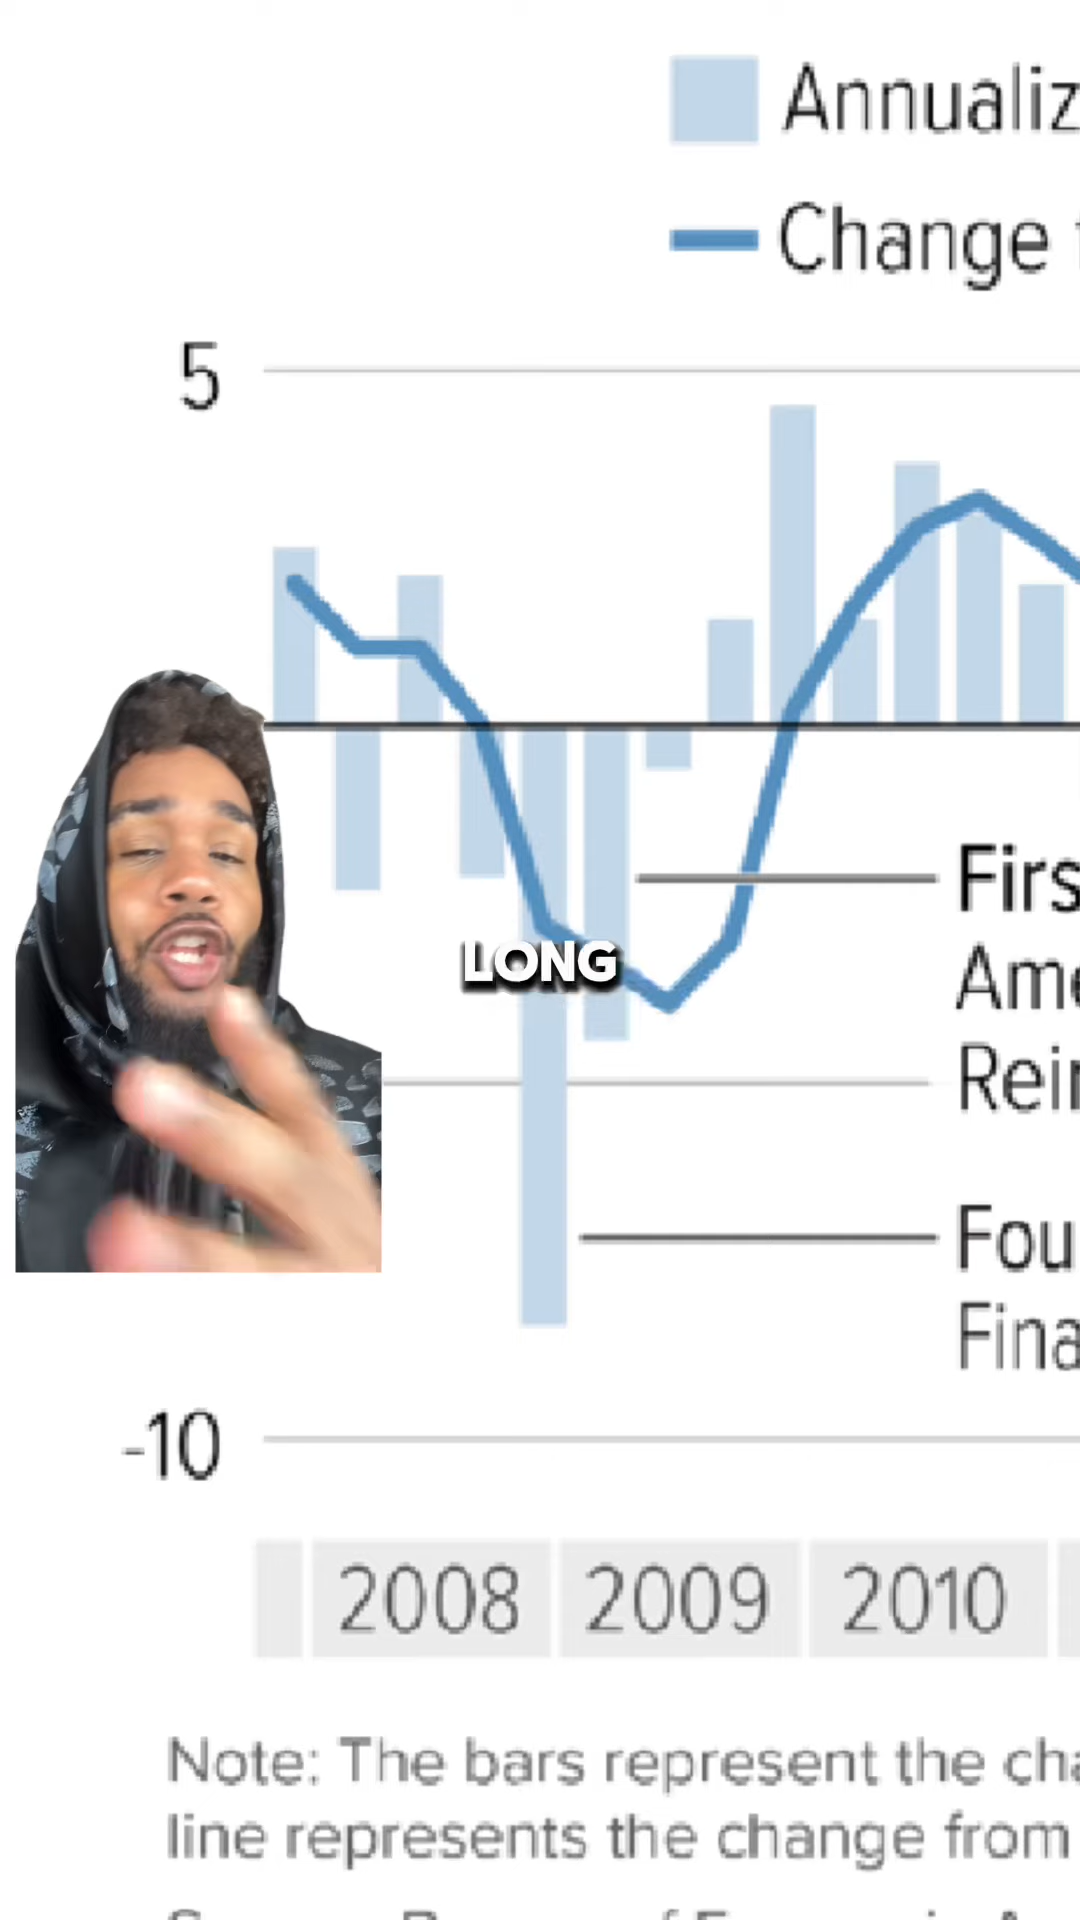 Annualiz
Change
5
Firs
Ame
LONG
Rein
Fou
Fina
-10
2008 2009 2010
Note: The bars represent the cha
line represents the change from